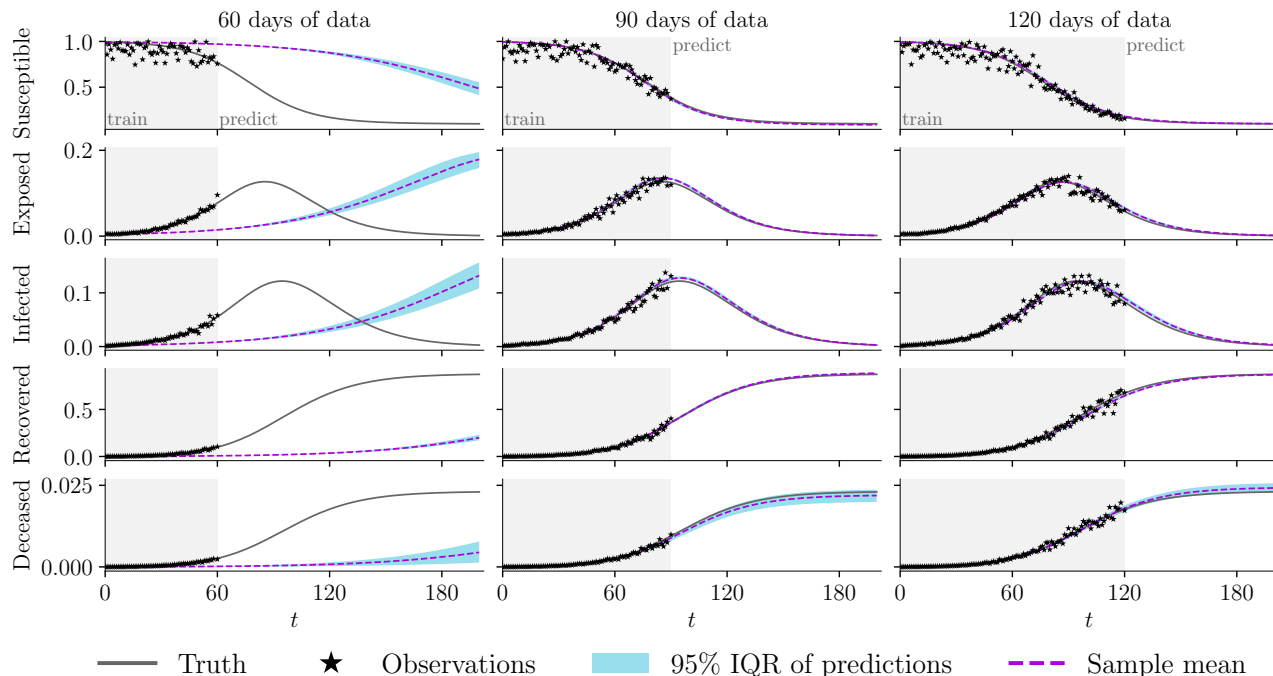 60 days of data
90 days of data
120 days of data
Susceptible
1.0
0.5
train
predict
train
predict
train
predict
Exposed
0.2
0.0
Infected
0.1
0.0
Recovered
0.5
0.0
Deceased
0.025
0.000
0 60 120 180
0 60 120 180
0 60 120 180
t
t
t
Truth Observations 95% IQR of predictions Sample mean